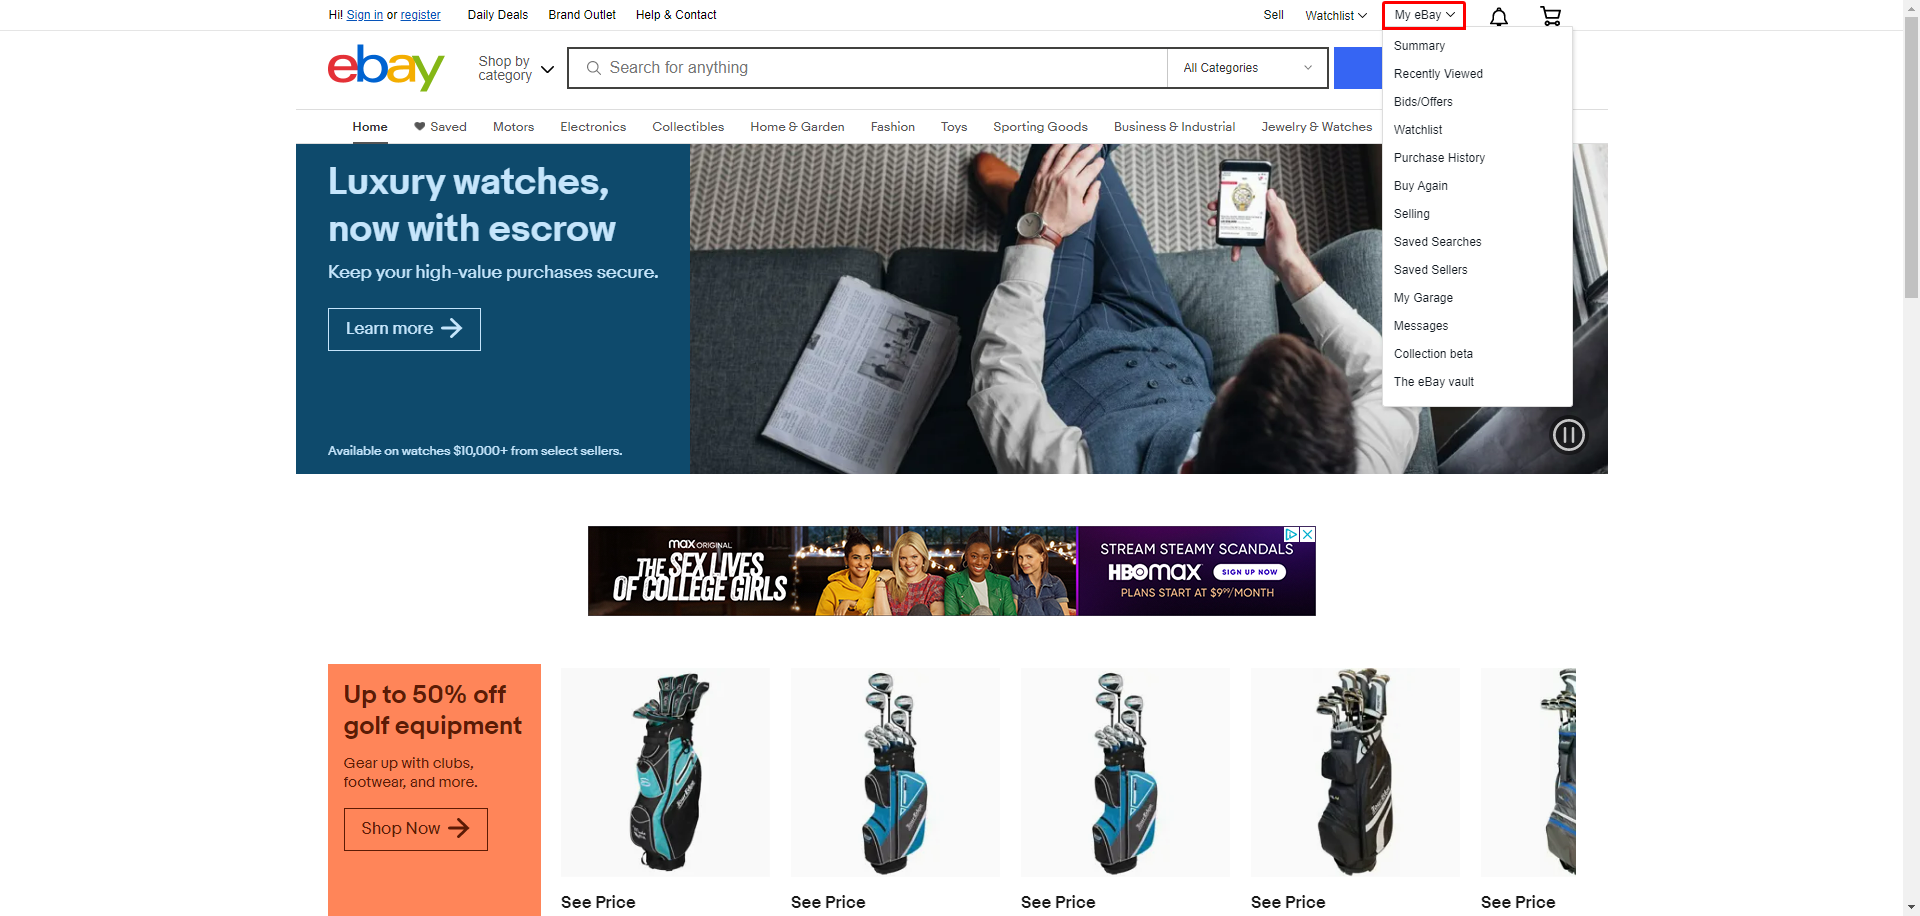 Hi! Sign in or register
Daily Deals
Brand Outlet
Help & Contact
Sell
Watchlist
My eBay
ebay
Shop by
category
Search for anything
All Categories
Summary
Recently Viewed
Bids/Offers
Watchlist
Purchase History
Buy Again
Selling
Saved Searches
Saved Sellers
My Garage
Messages
Collection beta
The eBay vault
Home
Saved
Motors
Electronics
Collectibles
Home & Garden
Fashion
Toys
Sporting Goods
Business & Industrial
Jewelry & Watches
Luxury watches,
now with escrow
Keep your high-value purchases secure.
Learn more
Available on watches $10,000+ from select sellers.
max ORIGINAL
THE SEX LIVES
OF COLLEGE GIRLS
STREAM STEAMY SCANDALS
HBOmax
SIGN UP NOW
PLANS START AT $9.99/MONTH
Up to 50% off
golf equipment
Gear up with clubs,
footwear, and more.
Shop Now
See Price
See Price
See Price
See Price
See Price